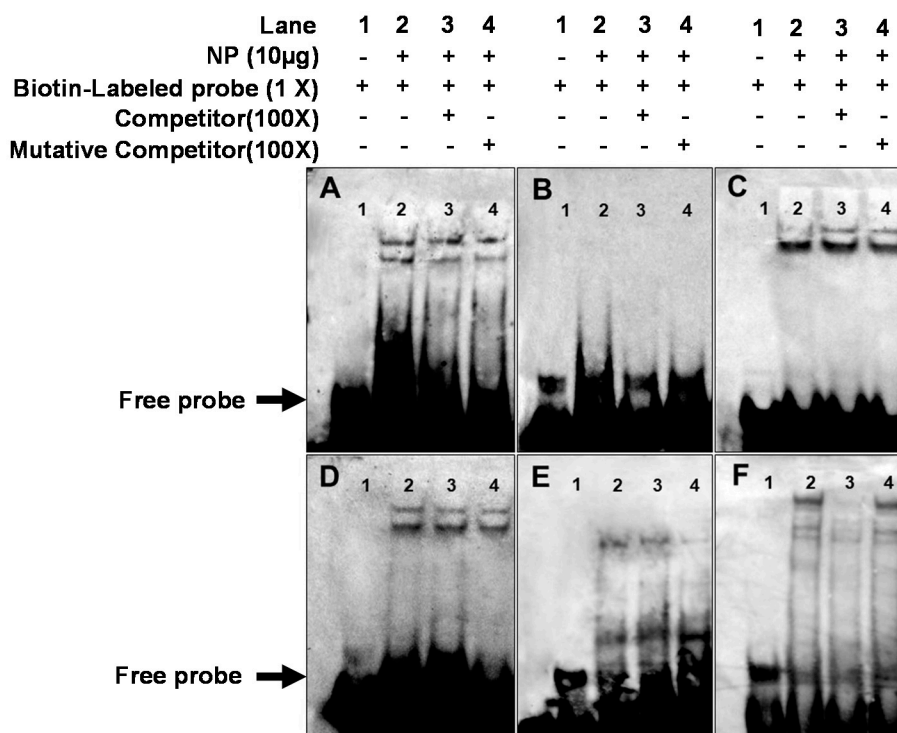 Lane 1 2 3 4 1 2 3 4 1 2 3 4
NP (10µg) - + + + - + + + - + + +
Biotin-Labeled probe (1 X) + + + + + + + + + + + +
Competitor(100X) - - + - - - + - - - + -
Mutative Competitor(100X) - - - + - - - + - - - +
A B C
1 2 3 4 1 2 3 4 1 2 3 4
Free probe
D E F
1 2 3 4 1 2 3 4 1 2 3 4
Free probe